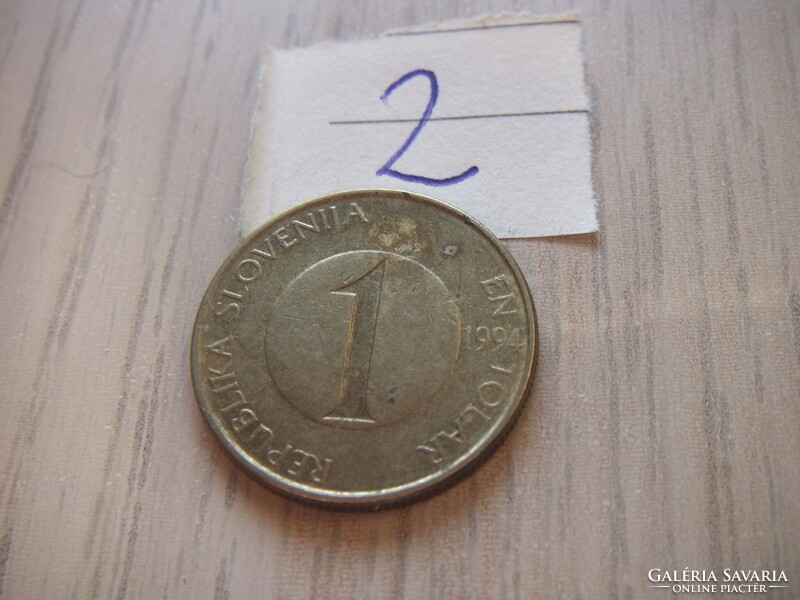 2
REPUBLIKA SLOVENIJA
EN TOLAR
1994
1
GALÉRIA SAVARIA
ONLINE PIACTÉR